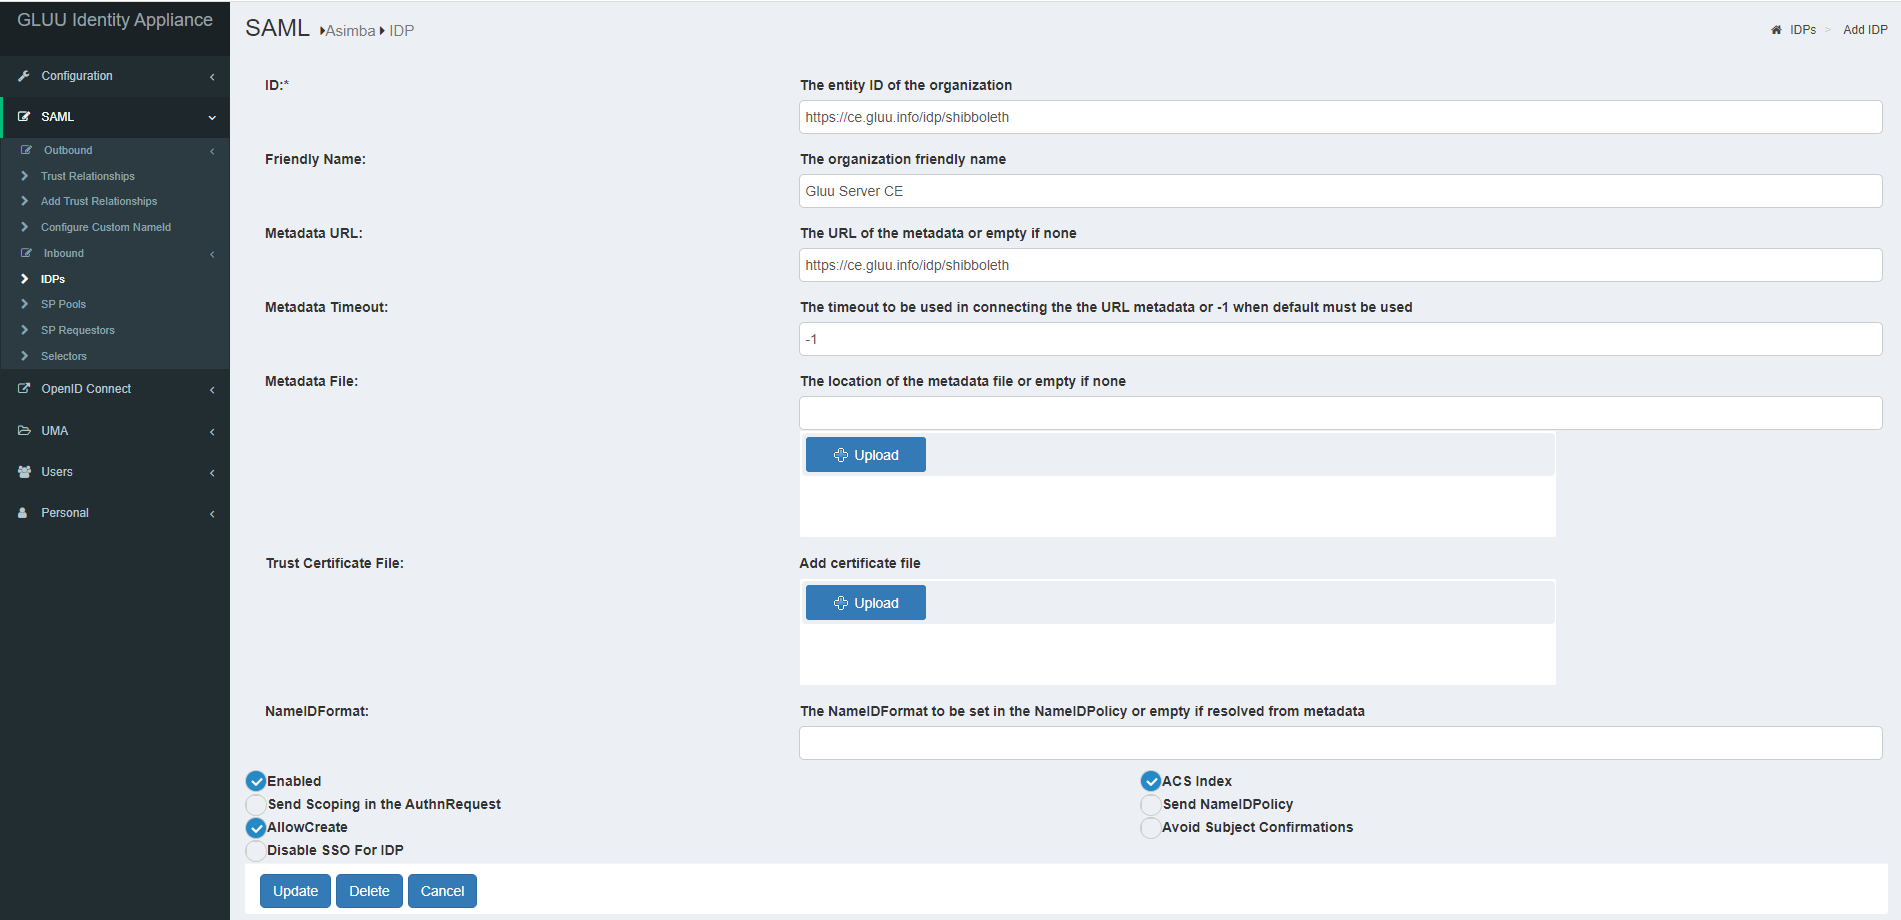 GLUU Identity Appliance
Configuration
SAML
Outbound
Trust Relationships
Add Trust Relationships
Configure Custom NameId
Inbound
IDPs
SP Pools
SP Requestors
Selectors
OpenID Connect
UMA
Users
Personal
SAML Asimba IDP
IDPs > Add IDP
ID:*
The entity ID of the organization
https://ce.gluu.info/idp/shibboleth
Friendly Name:
The organization friendly name
Gluu Server CE
Metadata URL:
The URL of the metadata or empty if none
https://ce.gluu.info/idp/shibboleth
Metadata Timeout:
The timeout to be used in connecting the the URL metadata or -1 when default must be used
-1
Metadata File:
The location of the metadata file or empty if none
Upload
Trust Certificate File:
Add certificate file
Upload
NameIDFormat:
The NameIDFormat to be set in the NameIDPolicy or empty if resolved from metadata
Enabled
ACS Index
Send Scoping in the AuthnRequest
Send NameIDPolicy
AllowCreate
Avoid Subject Confirmations
Disable SSO For IDP
Update Delete Cancel